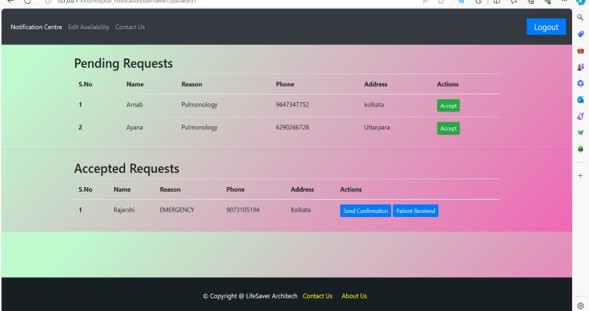 Notification Centre Edit Availability Contact Us Logout
Pending Requests
S.No Name Reason Phone Address Actions
1 Arnab Pulmonology 9647347752 kolkata Accept
2 Ayana Pulmonology 6290266728 Uttarpara Accept
Accepted Requests
S.No Name Reason Phone Address Actions
1 Rajarshi EMERGENCY 9073105194 Kolkata Send Confirmation Patient Received
© Copyright @ LifeSaver Architech Contact Us About Us